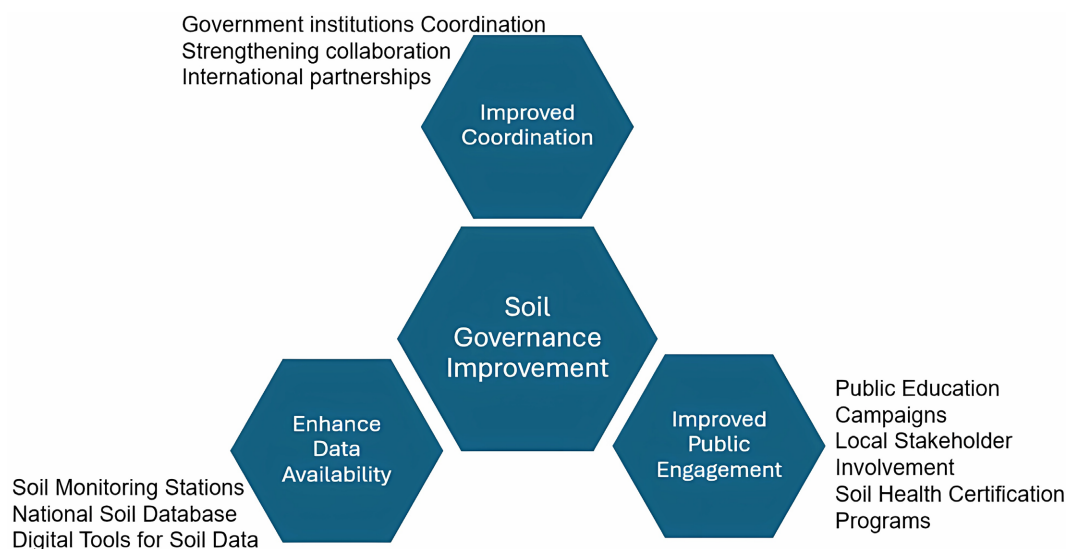 Government institutions Coordination
Strengthening collaboration
International partnerships
Improved
Coordination
Soil
Governance
Improvement
Enhance
Data
Availability
Soil Monitoring Stations
National Soil Database
Digital Tools for Soil Data
Improved
Public
Engagement
Public Education
Campaigns
Local Stakeholder
Involvement
Soil Health Certification
Programs